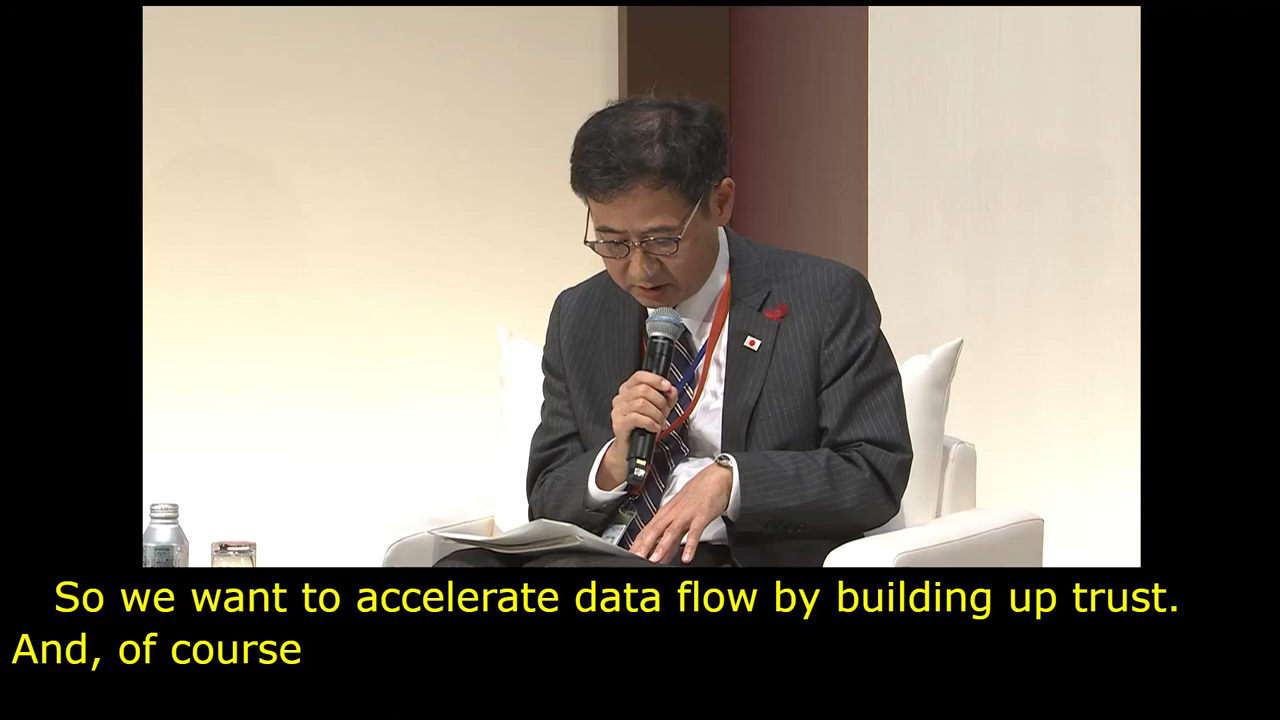 So we want to accelerate data flow by building up trust.
And, of course